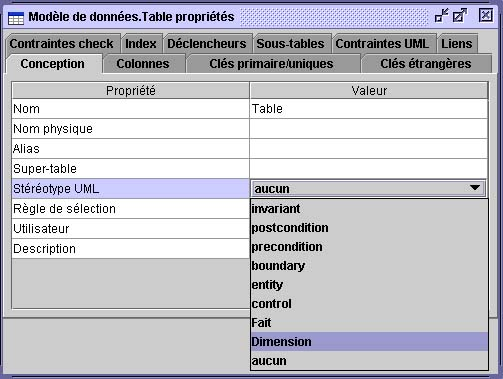 Modèle de données.Table propriétés
Contraintes check Index Déclencheurs Sous-tables Contraintes UML Liens
Conception Colonnes Clés primaire/uniques Clés étrangères
Propriété Valeur
Nom Table
Nom physique
Alias
Super-table
Stéréotype UML aucun
Règle de sélection invariant
Utilisateur postcondition
Description precondition
boundary
entity
control
Fait
Dimension
aucun